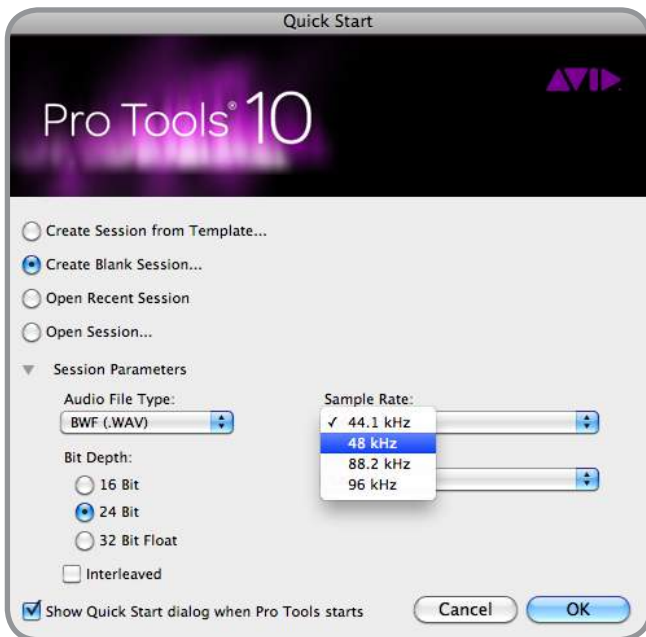 Quick Start
AVID
Pro Tools® 10
Create Session from Template...
Create Blank Session...
Open Recent Session
Open Session...
Session Parameters
Audio File Type:
BWF (.WAV)
Sample Rate:
✓ 44.1 kHz
48 kHz
88.2 kHz
96 kHz
Bit Depth:
16 Bit
24 Bit
32 Bit Float
Interleaved
Show Quick Start dialog when Pro Tools starts
Cancel
OK